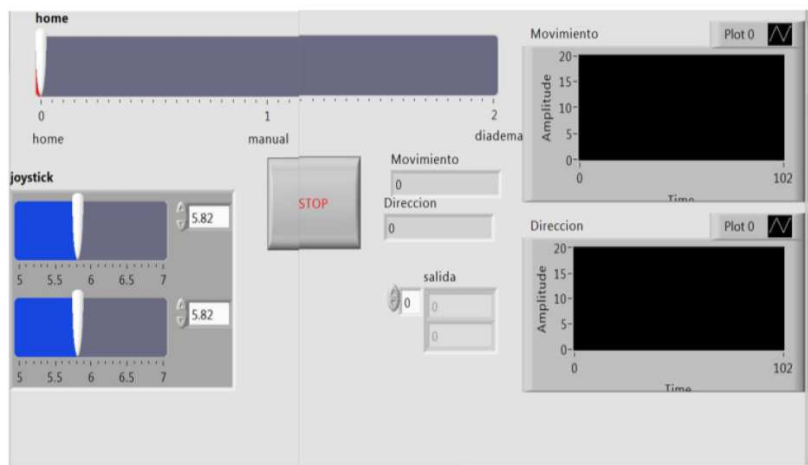 home
0 1 2
home manual diadema
joystick
5.82
5 5.5 6 6.5 7
5.82
5 5.5 6 6.5 7
STOP
Movimiento
0
Direccion
0
salida
0
0
0
Movimiento
Plot 0
Amplitude
20
15
10
5
0
0 102
Time
Direccion
Plot 0
Amplitude
20
15
10
5
0
0 102
Time